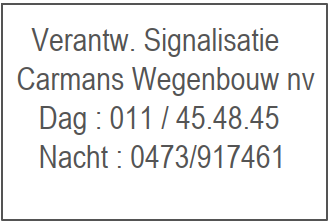 Verantw. Signalisatie
Carmans Wegenbouw nv
Dag : 011 / 45.48.45
Nacht : 0473/917461